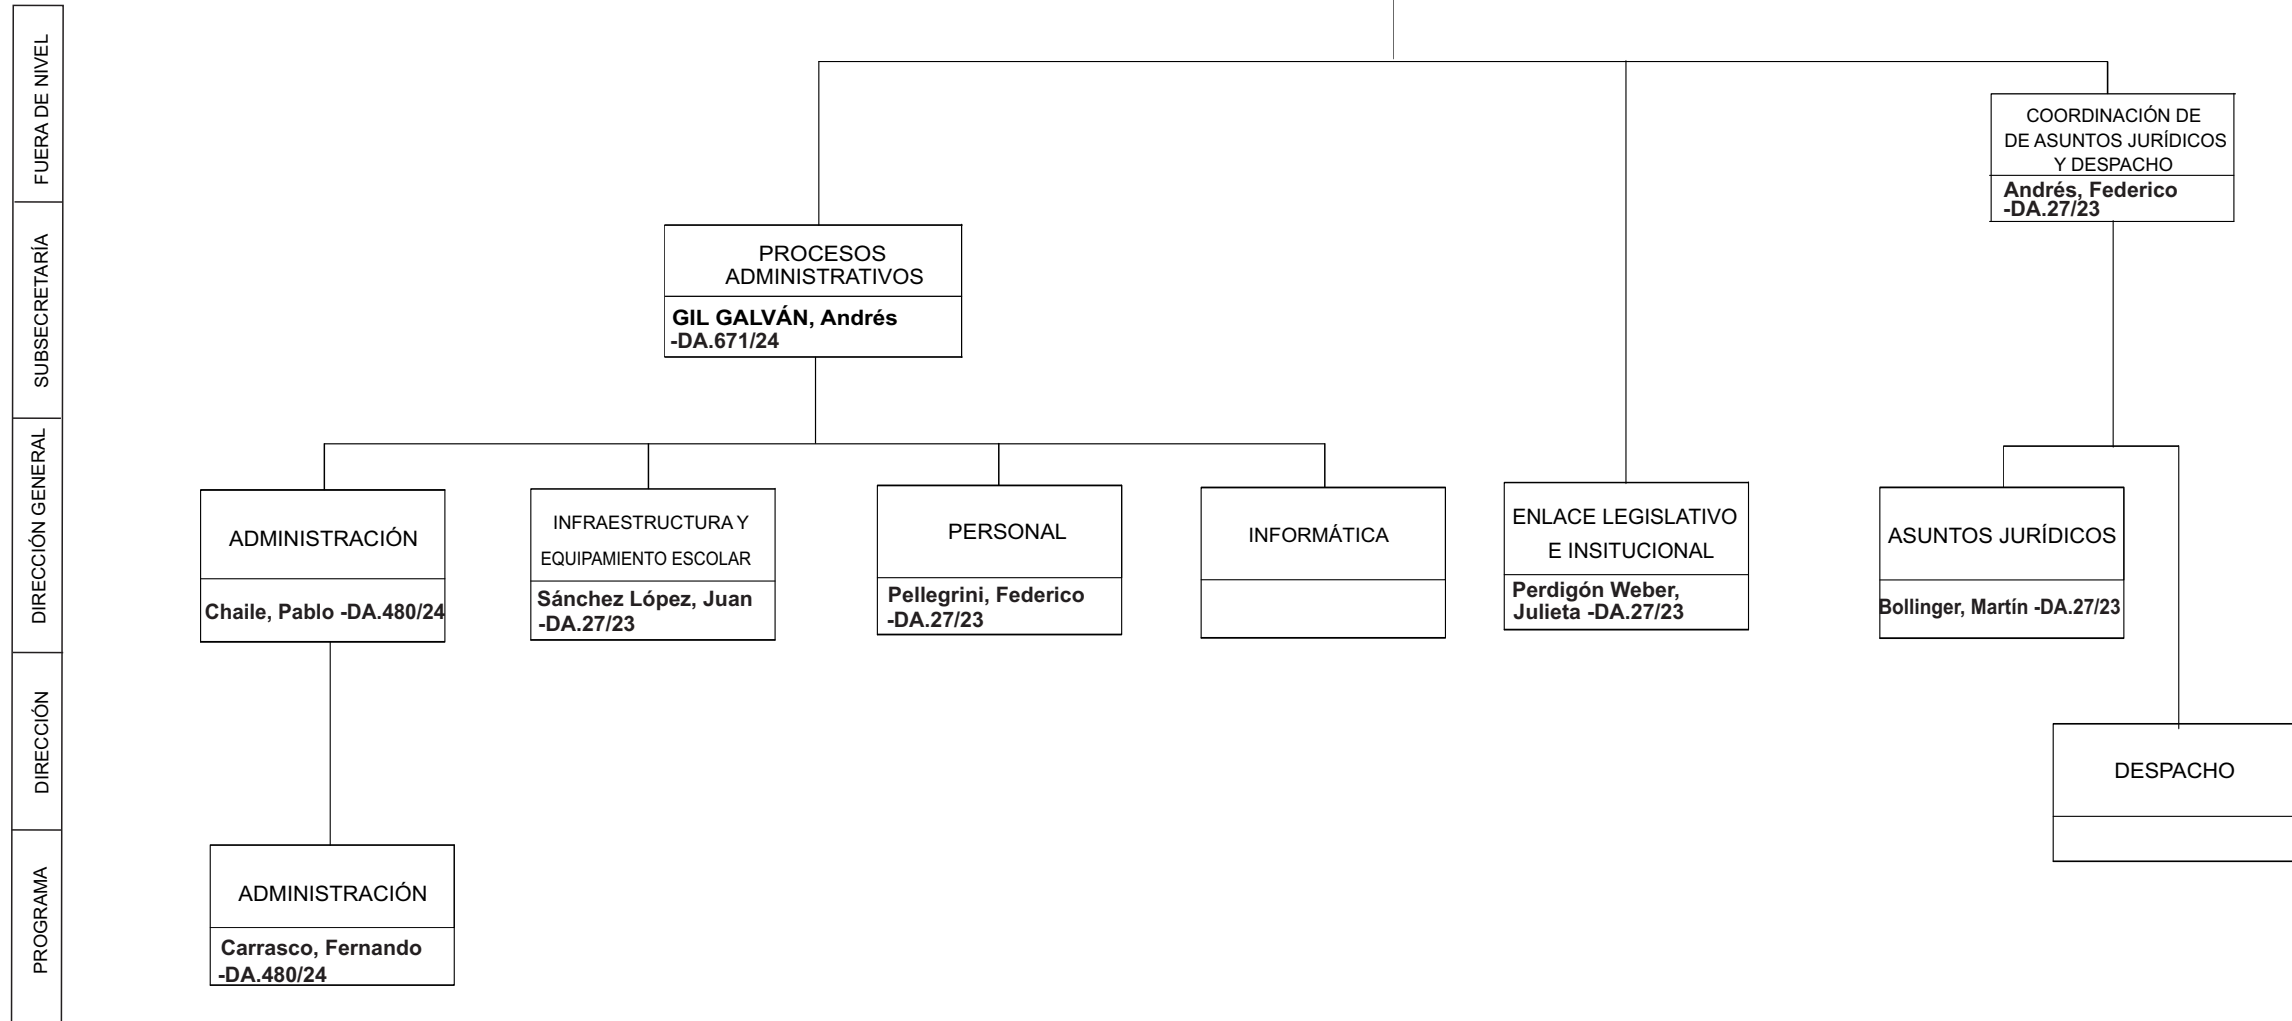 FUERA DE NIVEL
COORDINACIÓN DE
DE ASUNTOS JURÍDICOS
Y DESPACHO
Andrés, Federico
-DA.27/23
SUBSECRETARÍA
PROCESOS
ADMINISTRATIVOS
GIL GALVÁN, Andrés
-DA.671/24
DIRECCIÓN GENERAL
ADMINISTRACIÓN
Chaile, Pablo -DA.480/24
INFRAESTRUCTURA Y
EQUIPAMIENTO ESCOLAR
Sánchez López, Juan
-DA.27/23
PERSONAL
Pellegrini, Federico
-DA.27/23
INFORMÁTICA
ENLACE LEGISLATIVO
E INSITUCIONAL
Perdigón Weber,
Julieta -DA.27/23
ASUNTOS JURÍDICOS
Bollinger, Martín -DA.27/23
DIRECCIÓN
DESPACHO
PROGRAMA
ADMINISTRACIÓN
Carrasco, Fernando
-DA.480/24